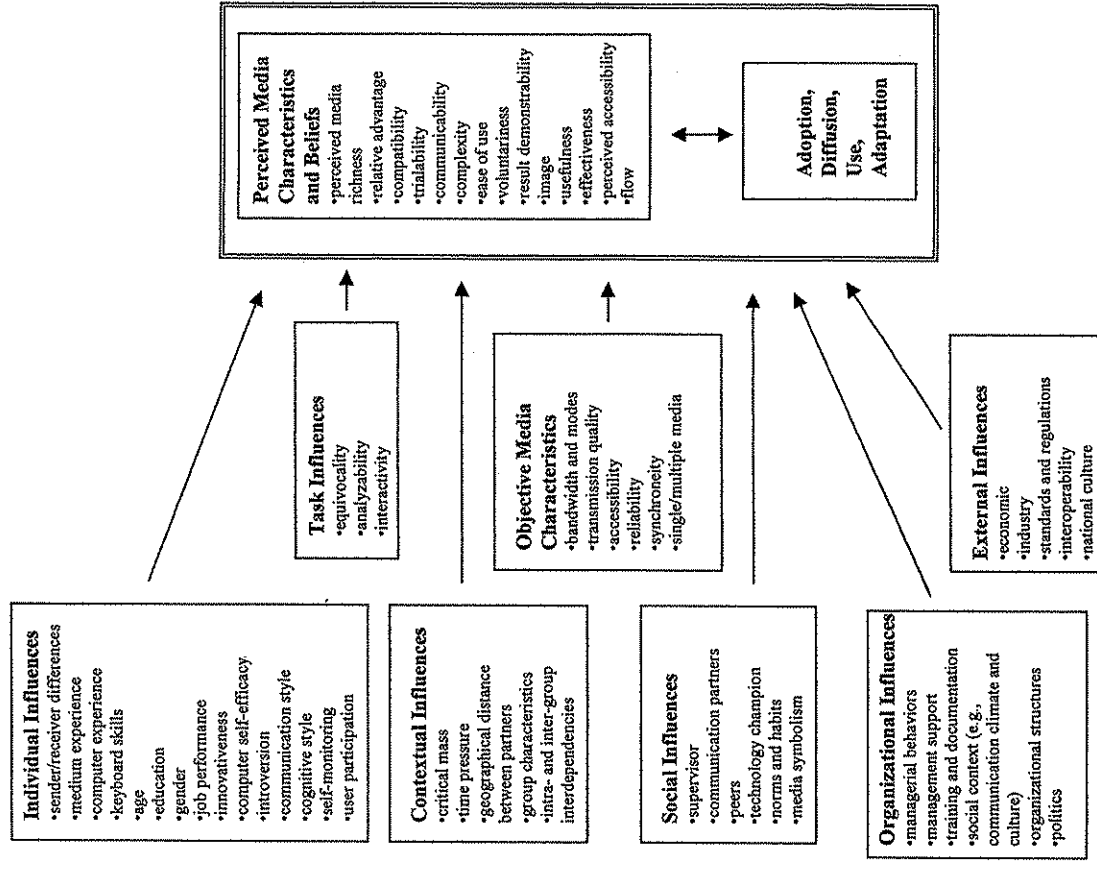 Individual Influences
•sender/receiver differences
•medium experience
•computer experience
•keyboard skills
•age
•education
•gender
•job performance
•innovativeness
•computer self-efficacy.
•introversion
•communication style
•cognitive style
•self-monitoring
•user participation
Task Influences
•equivocality
•analyzability
•interactivity
Contextual Influences
•critical mass
•time pressure
•geographical distance
between partners
•group characteristics
•intra- and inter-group
interdependencies
Objective Media
Characteristics
•bandwidth and modes
•transmission quality
•accessibility
•reliability
•synchroneity
•single/multiple media
Social Influences
•supervisor
•communication partners
•peers
•technology champion
•norms and habits
•media symbolism
Organizational Influences
•managerial behaviors
•management support
•training and documentation
•social context (e.g.,
communication climate and
culture)
•organizational structures
•politics
External Influences
•economic
•industry
•standards and regulations
•interoperability
•national culture
Perceived Media
Characteristics
and Beliefs
•perceived media
richness
•relative advantage
•compatibility
•trialability
•communicability
•complexity
•ease of use
•voluntariness
•result demonstrability
•image
•usefulness
•effectiveness
•perceived accessibility
•flow
Adoption,
Diffusion,
Use,
Adaptation